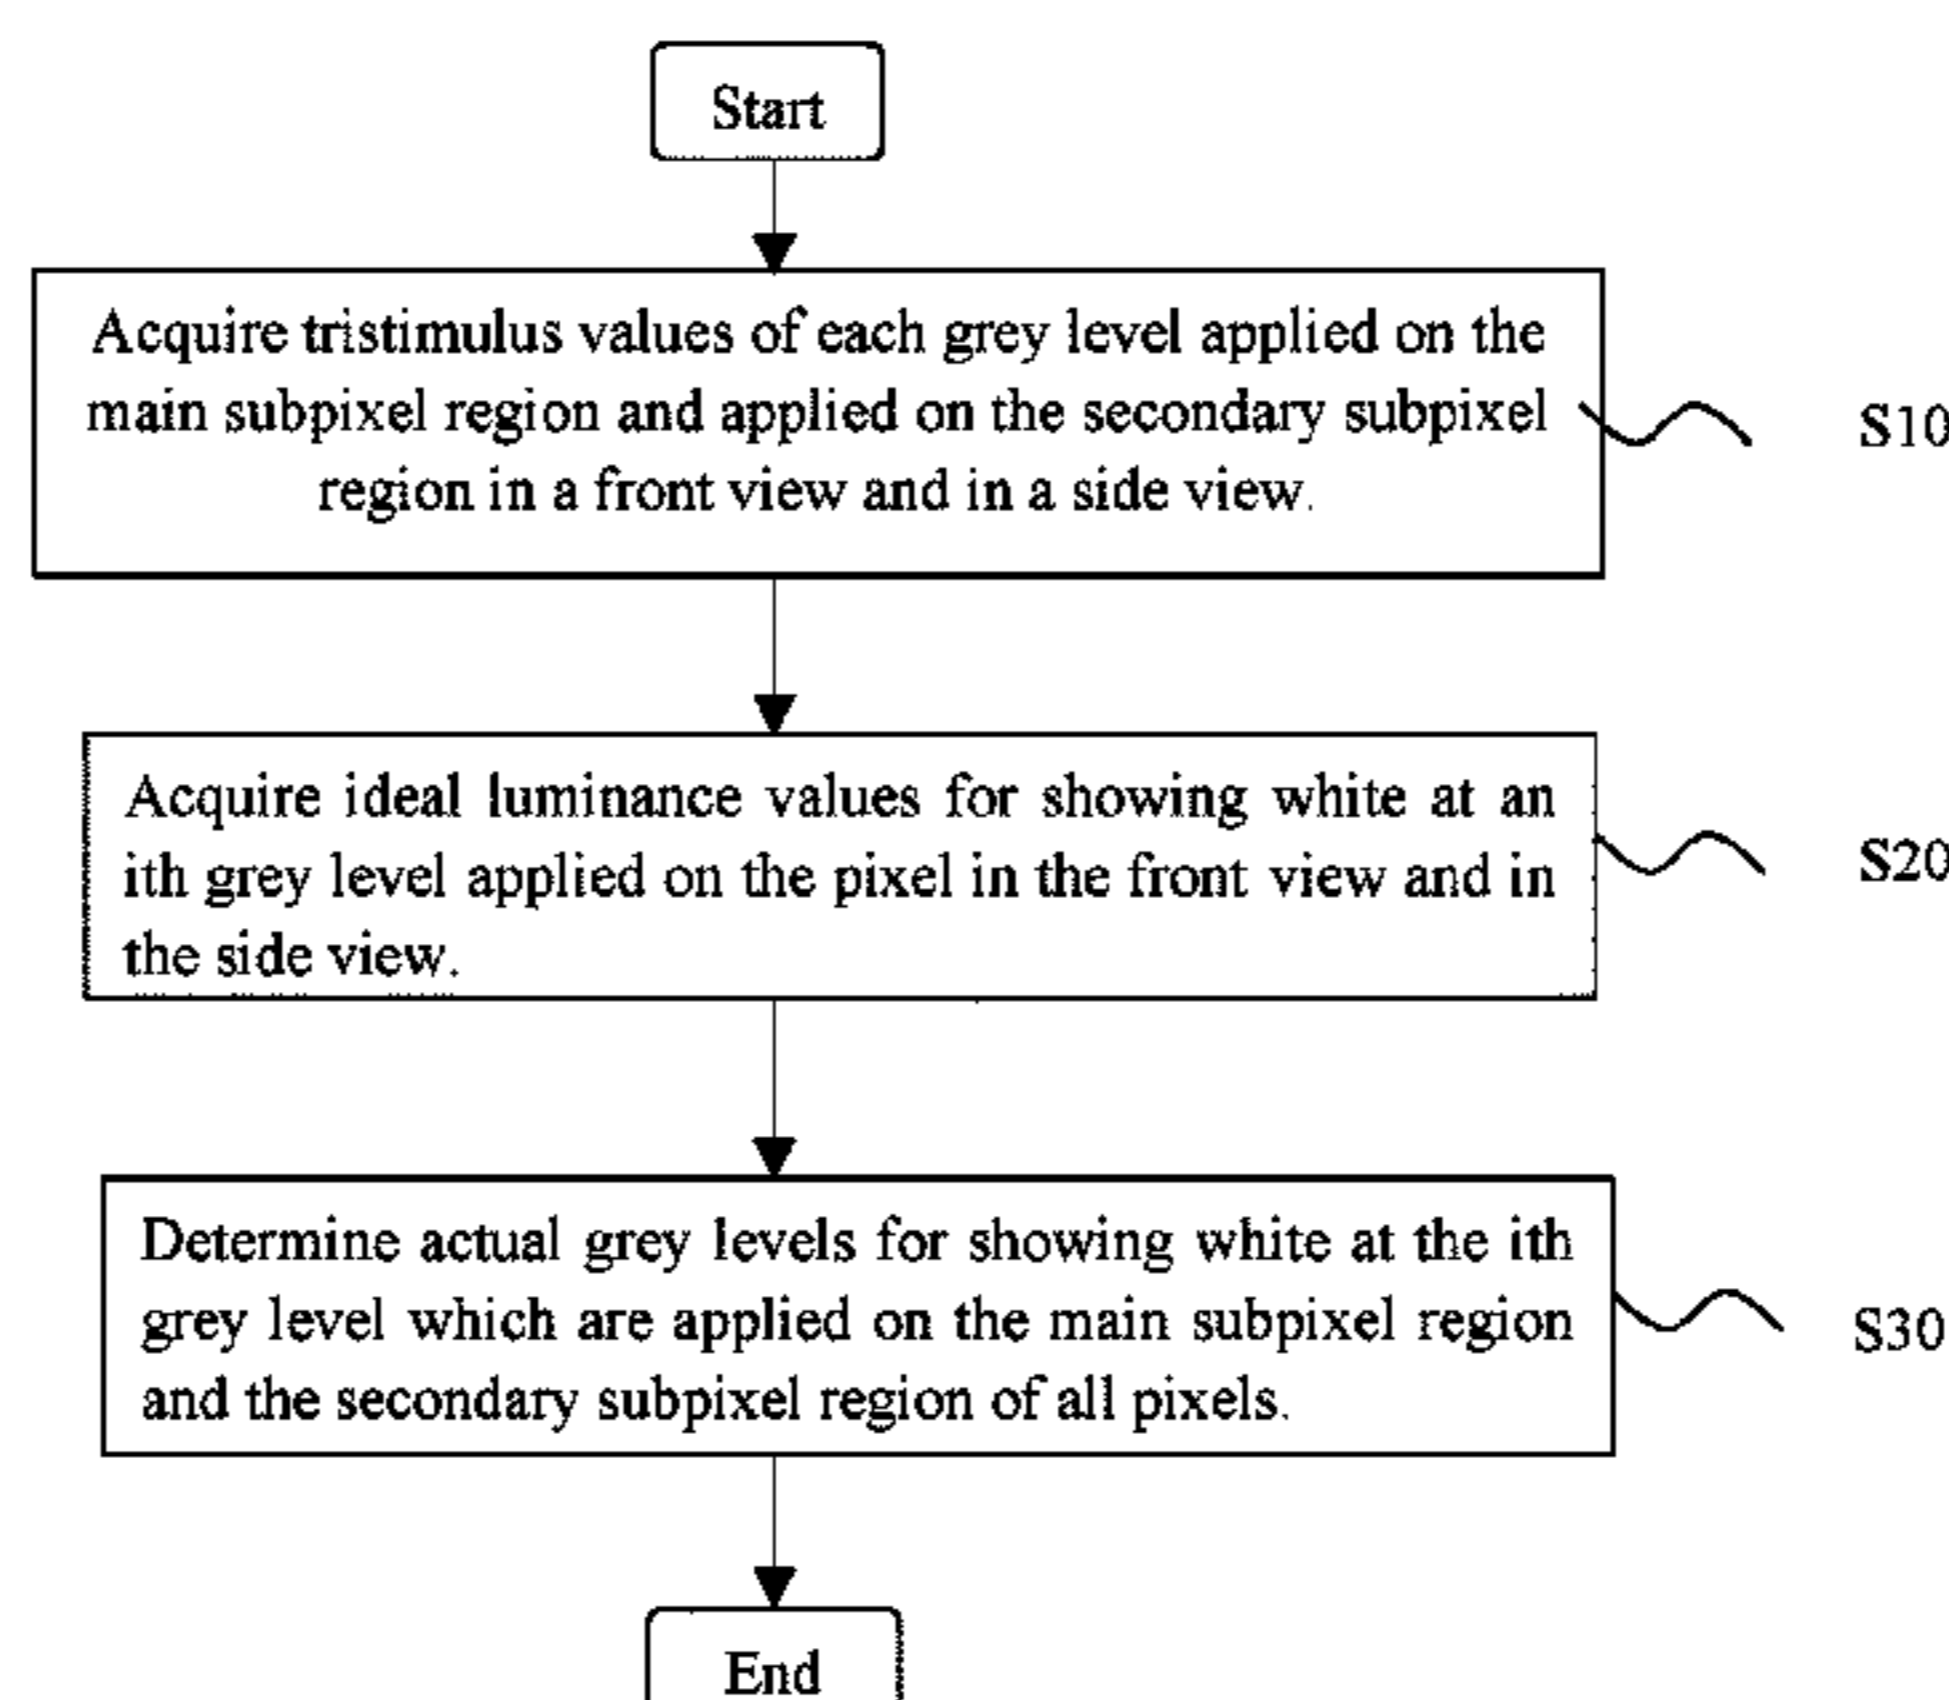 Start
Acquire tristimulus values of each grey level applied on the
main subpixel region and applied on the secondary subpixel
region in a front view and in a side view.
S10
Acquire ideal luminance values for showing white at an
ith grey level applied on the pixel in the front view and in
the side view.
S20
Determine actual grey levels for showing white at the ith
grey level which are applied on the main subpixel region
and the secondary subpixel region of all pixels.
S30
End